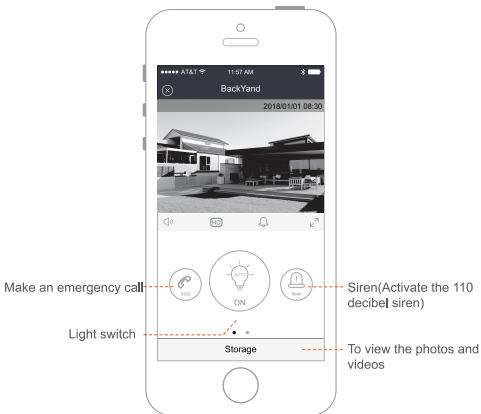 AT&T 11:57 AM
BackYand
2018/01/01 08:30
HD
Make an emergency call
SOS
AUTO
ON
Siren
Siren(Activate the 110
decibel siren)
Light switch
Storage
To view the photos and
videos